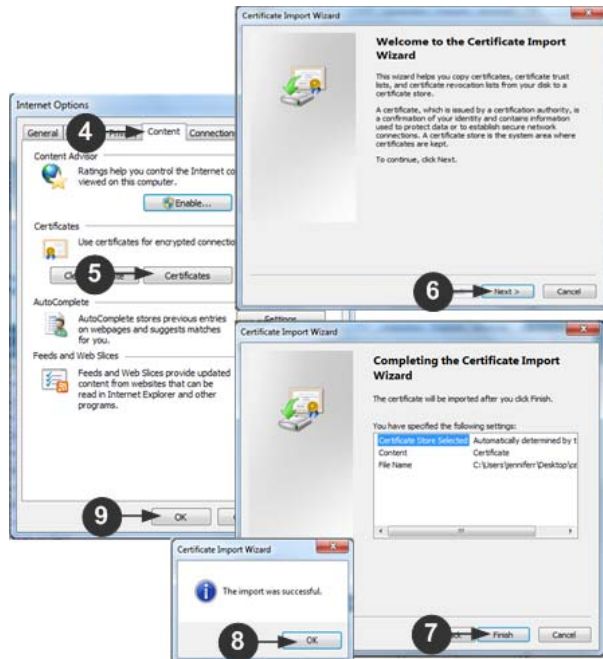 Internet Options
General
Content
Connection
Content Advisor
Ratings help you control the Internet co
viewed on this computer.
Enable...
Certificates
Use certificates for encrypted connectio
Certificates
AutoComplete
AutoComplete stores previous entries
on webpages and suggests matches
for you.
Settings
Feeds and Web Slices
Feeds and Web Slices provide updated
content from websites that can be
read in Internet Explorer and other
programs.
OK
4
5
9
Certificate Import Wizard
Welcome to the Certificate Import
Wizard
This wizard helps you copy certificates, certificate trust
lists, and certificate revocation lists from your disk to a
certificate store.
A certificate, which is issued by a certification authority, is
a confirmation of your identity and contains information
used to protect data or to establish secure network
connections. A certificate store is the system area where
certificates are kept.
To continue, click Next.
6
Next >
Cancel
Certificate Import Wizard
Completing the Certificate Import
Wizard
The certificate will be imported after you click Finish.
You have specified the following settings:
Certificate Store Selected Automatically determined by t
Content Certificate
File Name C:\Users\jenniferr\Desktop\ce
7
Finish
Cancel
Certificate Import Wizard
The import was successful.
8
OK